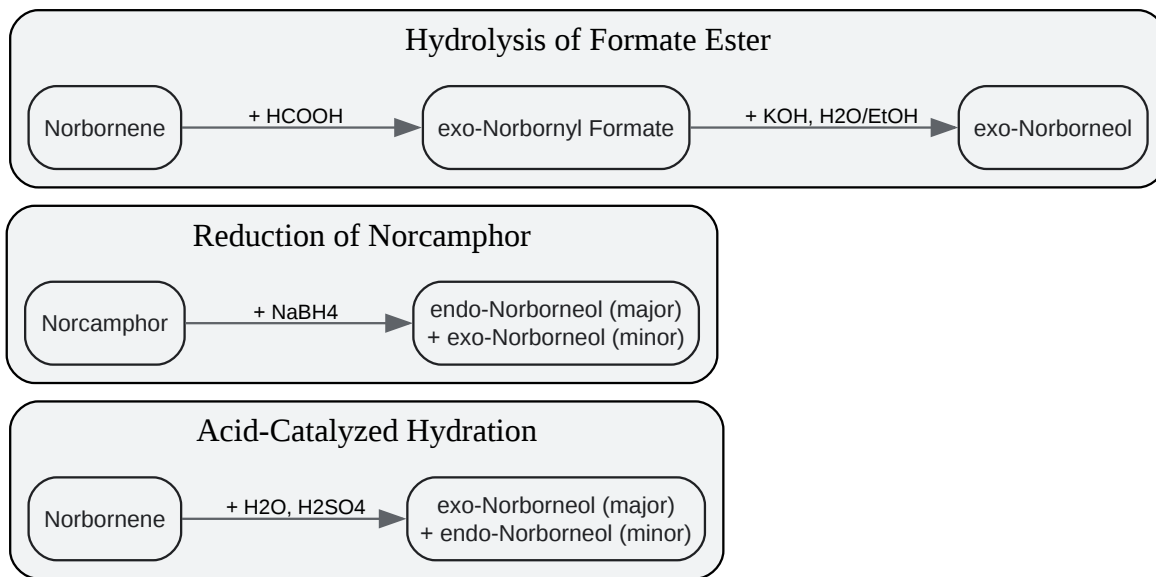 Hydrolysis of Formate Ester
Norbornene
+ HCOOH
exo-Norbornyl Formate
+ KOH, H2O/EtOH
exo-Norborneol
Reduction of Norcamphor
Norcamphor
+ NaBH4
endo-Norborneol (major)
+ exo-Norborneol (minor)
Acid-Catalyzed Hydration
Norbornene
+ H2O, H2SO4
exo-Norborneol (major)
+ endo-Norborneol (minor)